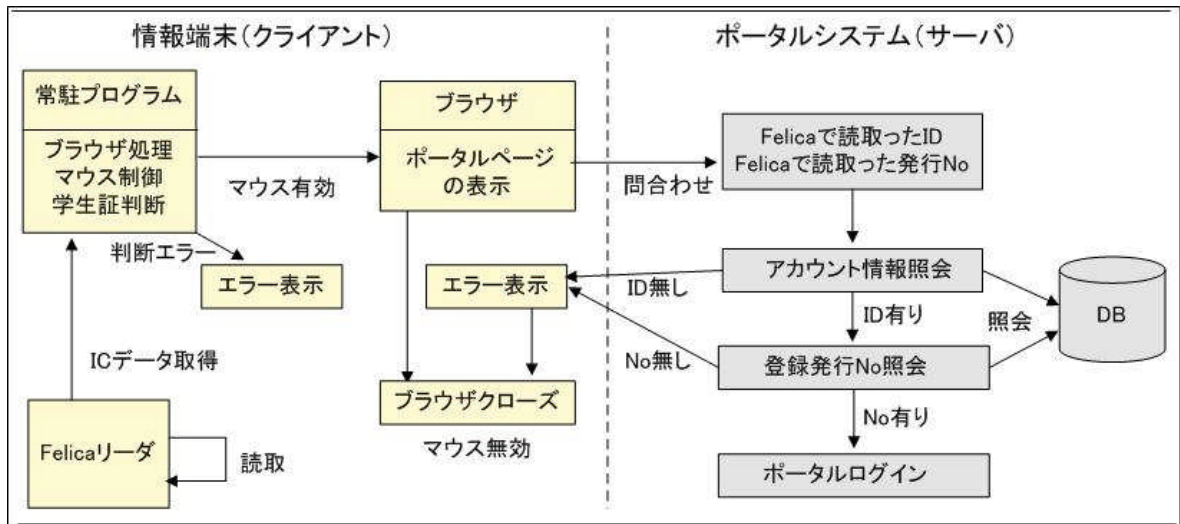 情報端末(クライアント)
ポータルシステム(サーバ)
常駐プログラム
ブラウザ処理
マウス制御
学生証判断
マウス有効
ブラウザ
ポータルページ
の表示
問合わせ
Felicaで読取ったID
Felicaで読取った発行No
判断エラー
エラー表示
エラー表示
ID無し
アカウント情報照会
ID有り
照会
DB
ICデータ取得
No無し
登録発行No照会
ブラウザクローズ
マウス無効
No有り
Felicaリーダ
読取
ポータルログイン